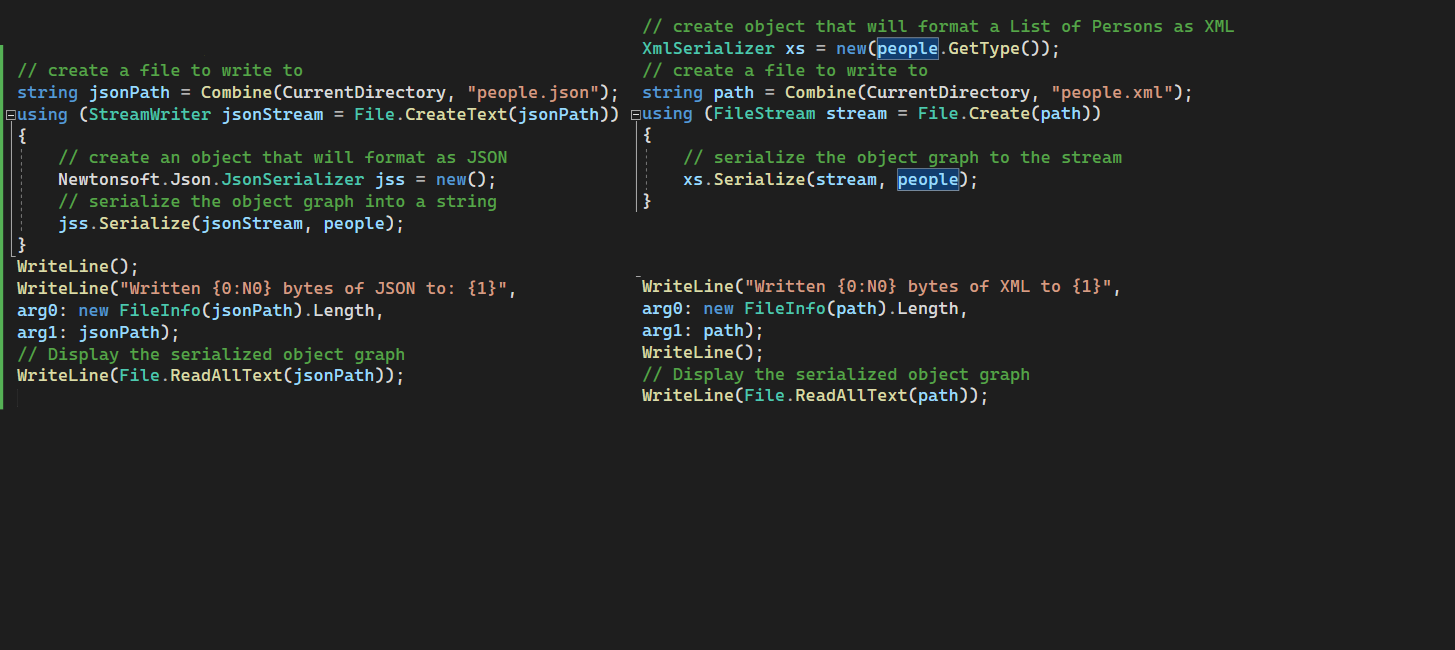 // create a file to write to
string jsonPath = Combine(CurrentDirectory, "people.json");
using (StreamWriter jsonStream = File.CreateText(jsonPath))
{
    // create an object that will format as JSON
    Newtonsoft.Json.JsonSerializer jss = new();
    // serialize the object graph into a string
    jss.Serialize(jsonStream, people);
}
WriteLine();
WriteLine("Written {0:N0} bytes of JSON to: {1}",
arg0: new FileInfo(jsonPath).Length,
arg1: jsonPath);
// Display the serialized object graph
WriteLine(File.ReadAllText(jsonPath));
// create object that will format a List of Persons as XML
XmlSerializer xs = new(people.GetType());
// create a file to write to
string path = Combine(CurrentDirectory, "people.xml");
using (FileStream stream = File.Create(path))
{
    // serialize the object graph to the stream
    xs.Serialize(stream, people);
}
WriteLine("Written {0:N0} bytes of XML to {1}",
arg0: new FileInfo(path).Length,
arg1: path);
WriteLine();
// Display the serialized object graph
WriteLine(File.ReadAllText(path));